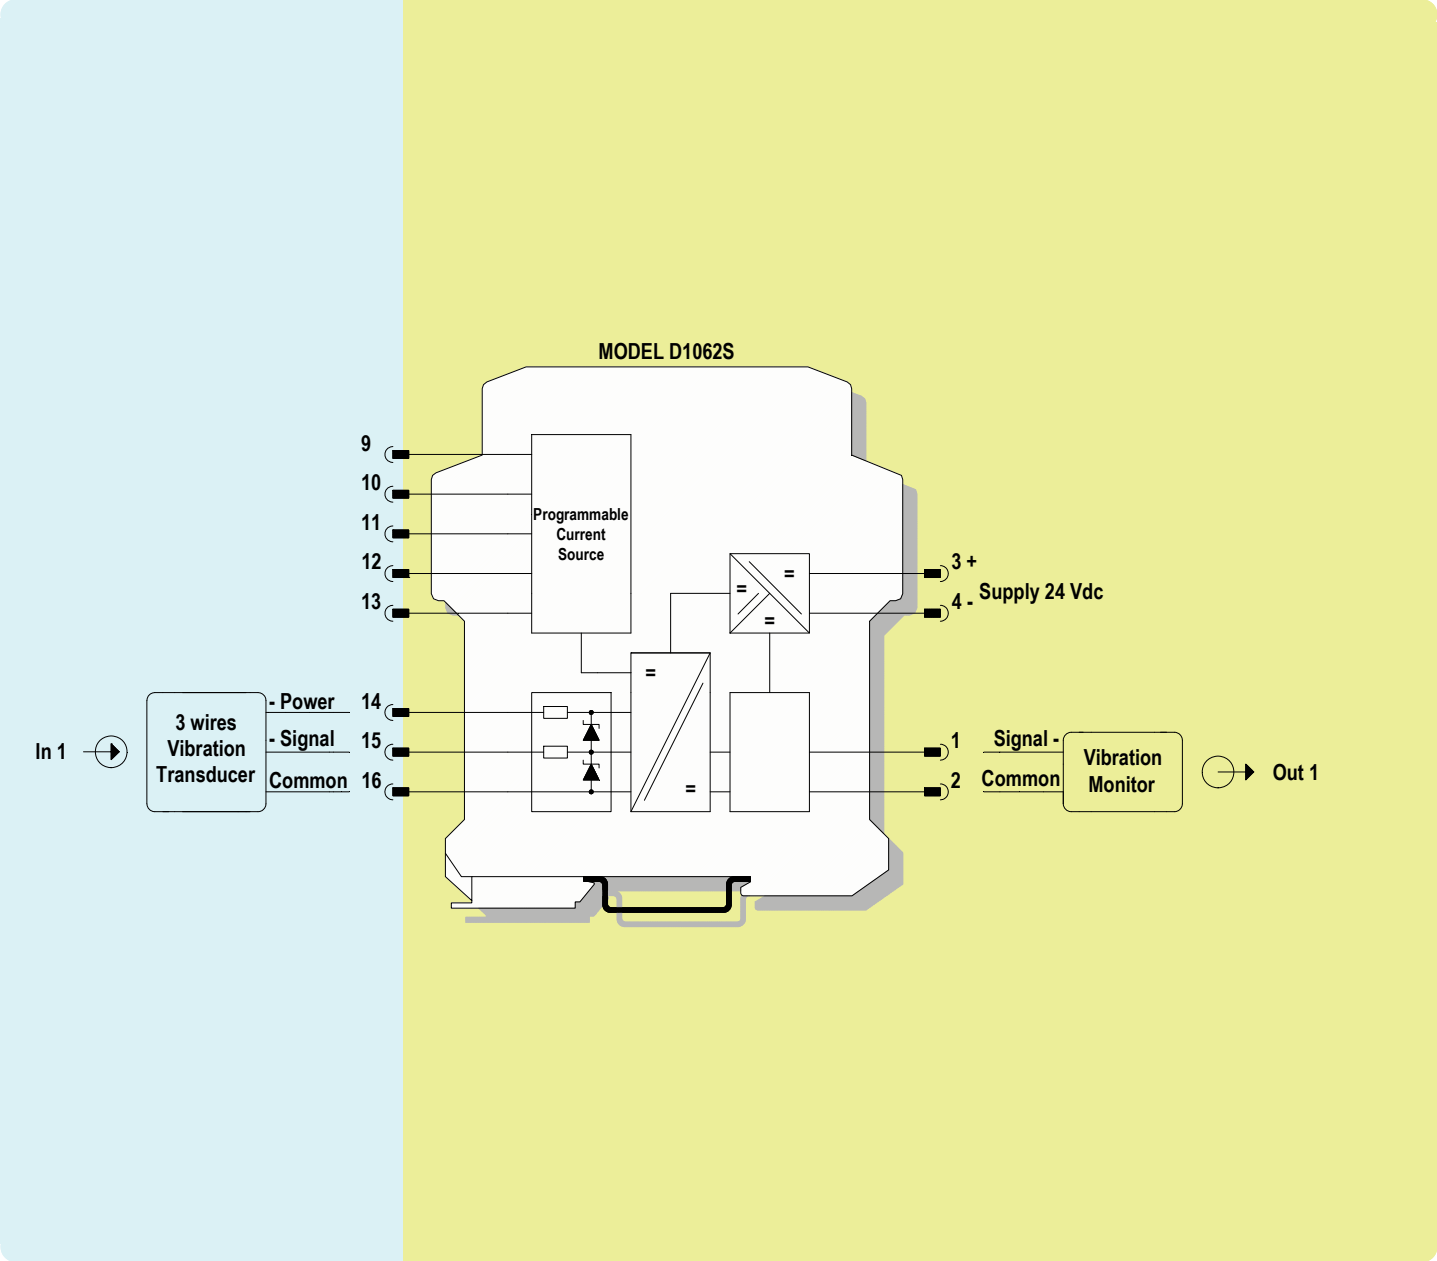 MODEL D1062S
9
10
11
12
13
Programmable
Current
Source
3 +
4 -
Supply 24 Vdc
In 1
3 wires
Vibration
Transducer
- Power
- Signal
Common
14
15
16
1
2
Signal -
Common
Vibration
Monitor
Out 1